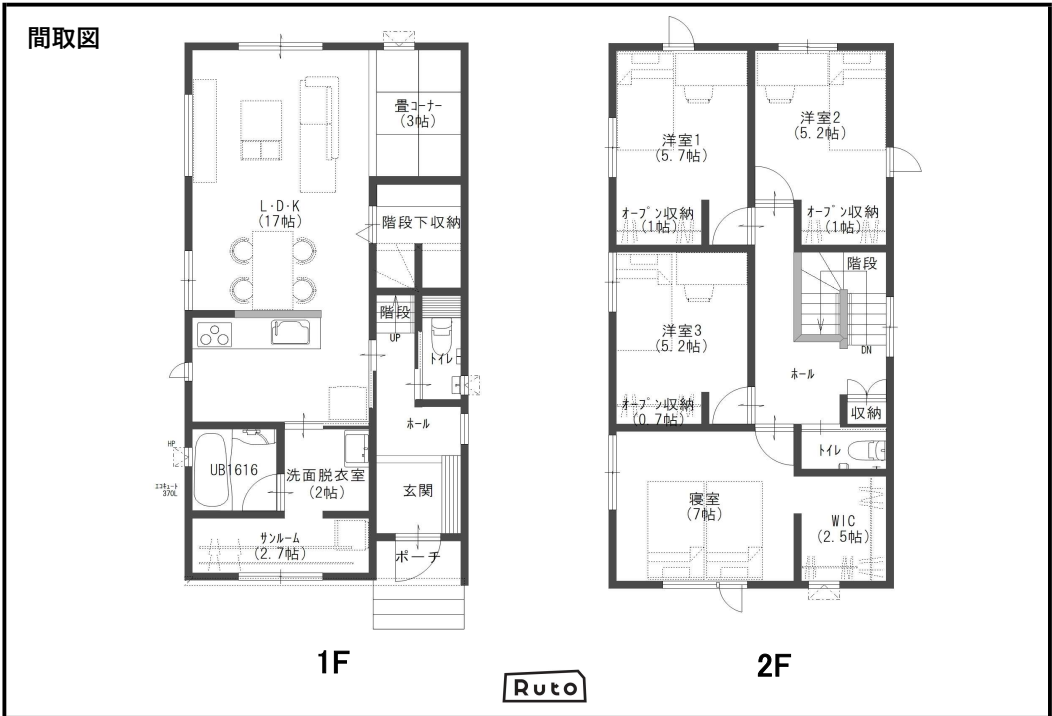 間取図
畳コーナー
(3帖)
L・D・K
(17帖)
階段下収納
階段
UP
トイレ
ホール
HP
エコキュート
370L
UB1616
洗面脱衣室
(2帖)
玄関
サンルーム
(2.7帖)
ポーチ
1F
洋室1
(5.7帖)
洋室2
(5.2帖)
オープン収納
(1帖)
オープン収納
(1帖)
階段
洋室3
(5.2帖)
DN
ホール
オープン収納
(0.7帖)
収納
トイレ
寝室
(7帖)
WIC
(2.5帖)
2F
Ruto